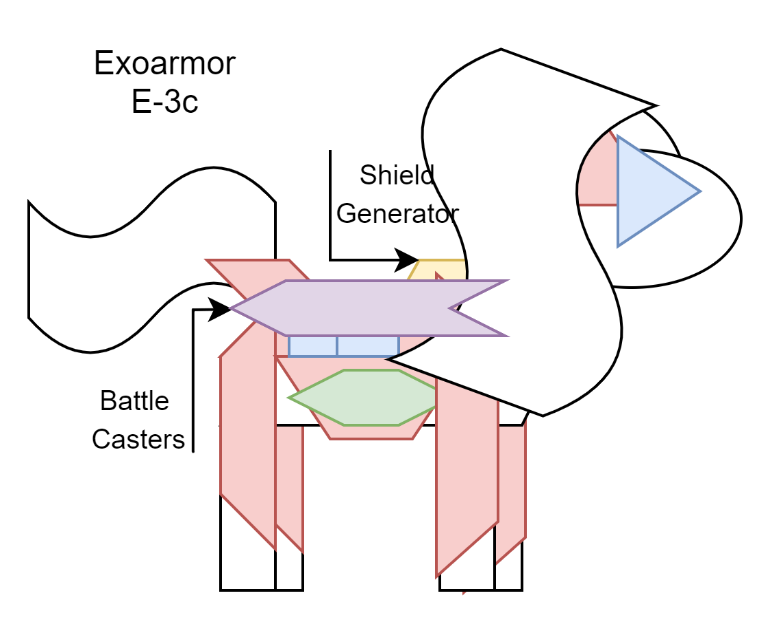 Exoarmor
E-3c
Shield
Generator
Battle
Casters